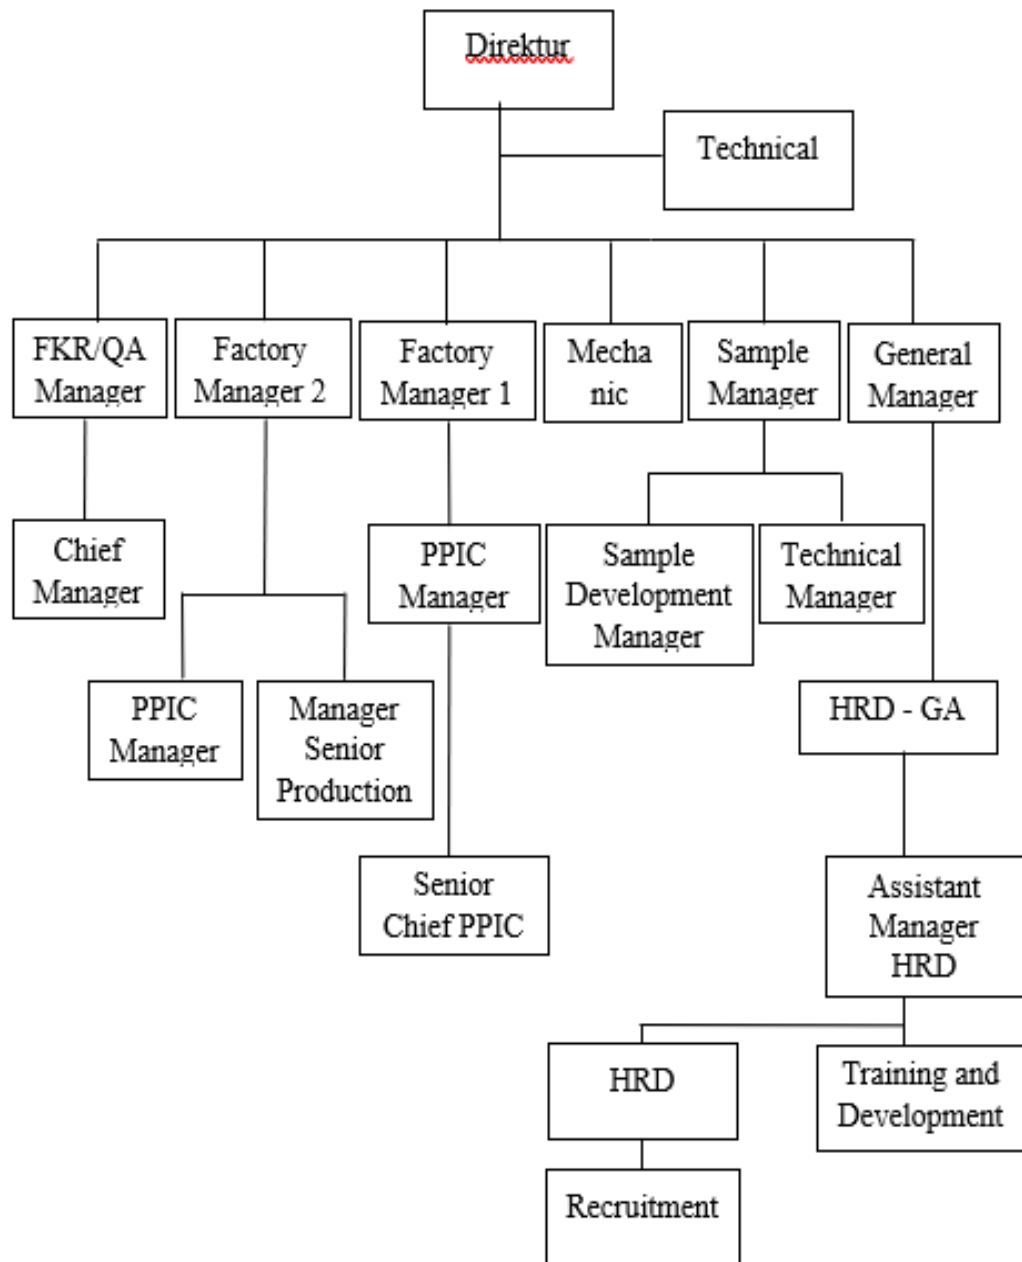 Direktur
Technical
FKR/QA
Manager
Factory
Manager 2
Factory
Manager 1
Mecha
nic
Sample
Manager
General
Manager
Chief
Manager
PPIC
Manager
Sample
Development
Manager
Technical
Manager
PPIC
Manager
Manager
Senior
Production
HRD - GA
Senior
Chief PPIC
Assistant
Manager
HRD
HRD
Training and
Development
Recruitment